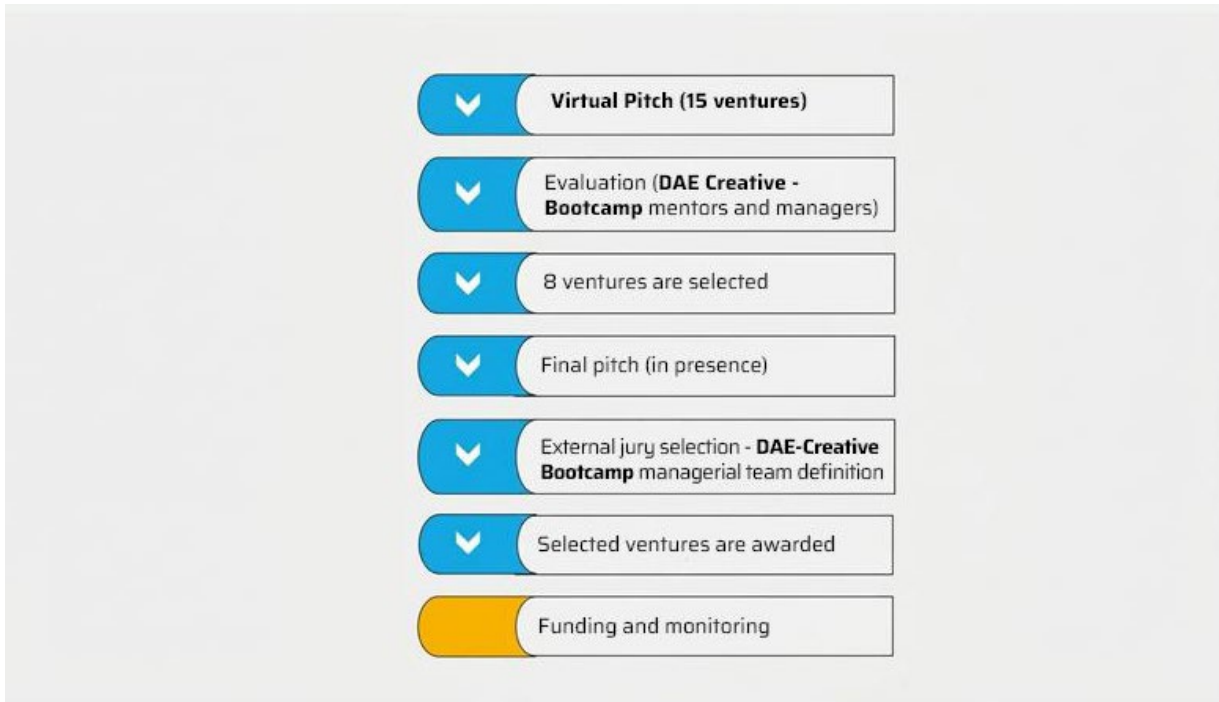 Virtual Pitch (15 ventures)
Evaluation (DAE Creative -
Bootcamp mentors and managers)
8 ventures are selected
Final pitch (in presence)
External jury selection - DAE-Creative
Bootcamp managerial team definition
Selected ventures are awarded
Funding and monitoring